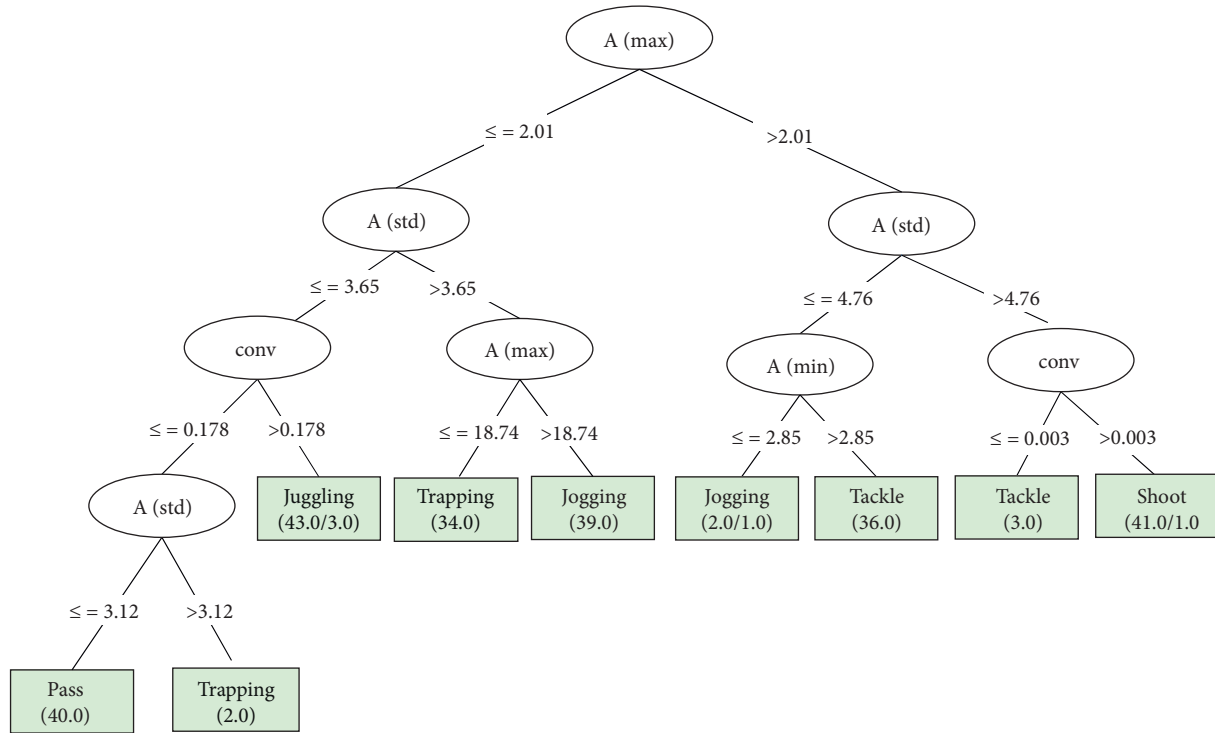 A (max)
≤ = 2.01
>2.01
A (std)
A (std)
≤ = 3.65
>3.65
≤ = 4.76
>4.76
conv
A (max)
A (min)
conv
≤ = 0.178
>0.178
≤ = 18.74
>18.74
≤ = 2.85
>2.85
≤ = 0.003
>0.003
A (std)
Juggling
(43.0/3.0)
Trapping
(34.0)
Jogging
(39.0)
Jogging
(2.0/1.0)
Tackle
(36.0)
Tackle
(3.0)
Shoot
(41.0/1.0
≤ = 3.12
>3.12
Pass
(40.0)
Trapping
(2.0)